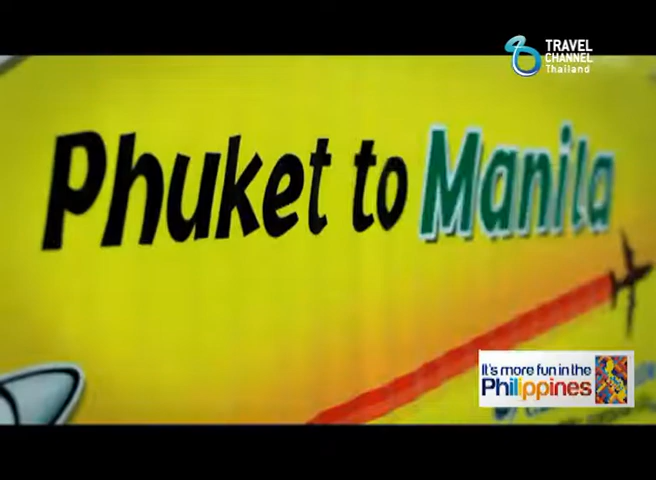 TRAVEL
CHANNEL
Thailand
Phuket to Manila
It's more fun in the
Philippines